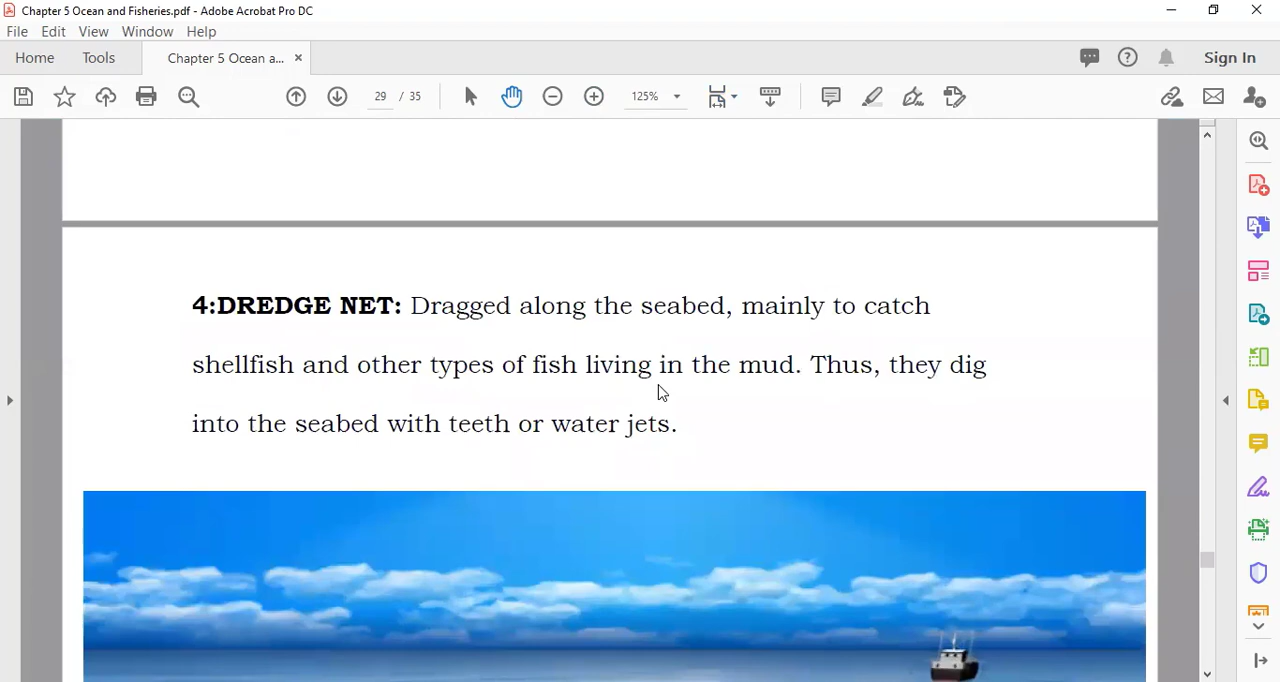 Chapter 5 Ocean and Fisheries.pdf - Adobe Acrobat Pro DC
File Edit View Window Help
Home Tools Chapter 5 Ocean a... × Sign In
29 / 35 125%
4:DREDGE NET: Dragged along the seabed, mainly to catch
shellfish and other types of fish living in the mud. Thus, they dig
into the seabed with teeth or water jets.